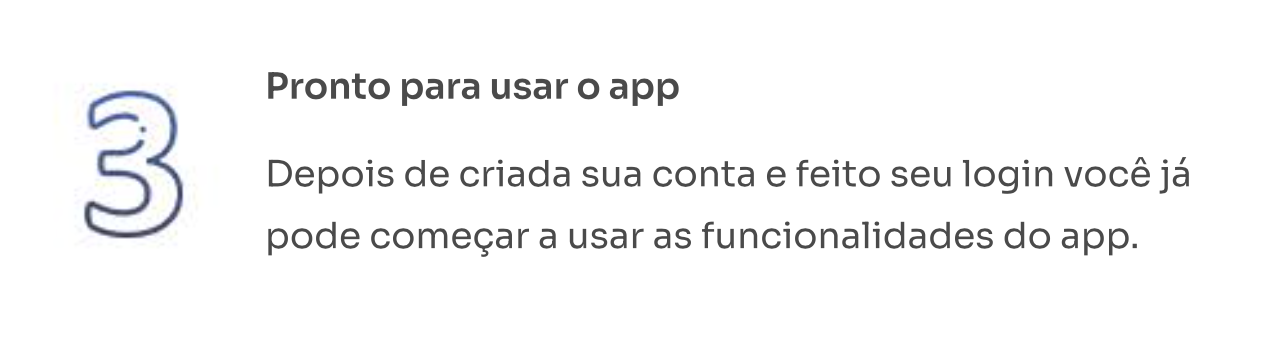 3
Pronto para usar o app
Depois de criada sua conta e feito seu login você já
pode começar a usar as funcionalidades do app.